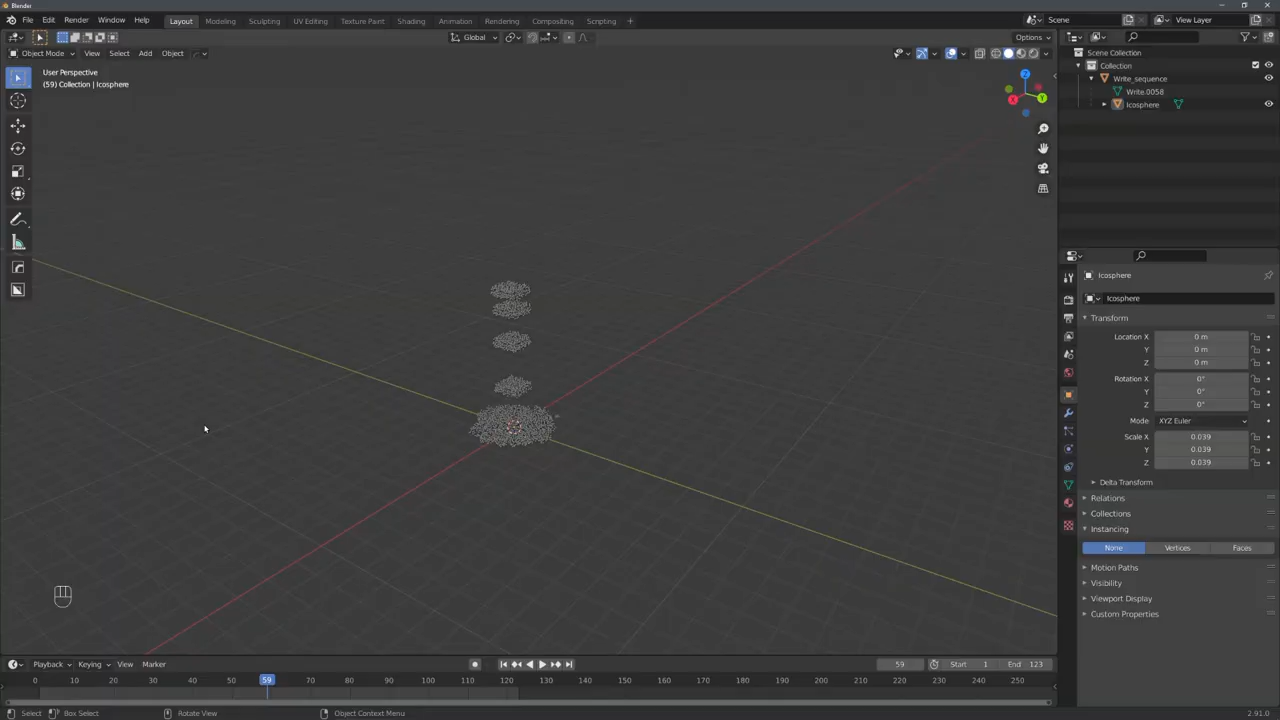 Blender
File Edit Render Window Help Layout Modeling Sculpting UV Editing Texture Paint Shading Animation Rendering Compositing Scripting + Scene View Layer
Global Options
Object Mode View Select Add Object
User Perspective
(59) Collection | Icosphere
Scene Collection
Collection
Write_sequence
Write.0058
Icosphere
Z
X Y
Icosphere
Icosphere
Transform
Location X 0 m
Y 0 m
Z 0 m
Rotation X 0°
Y 0°
Z 0°
Mode XYZ Euler
Scale X 0.039
Y 0.039
Z 0.039
Delta Transform
Relations
Collections
Instancing
None Vertices Faces
Motion Paths
Visibility
Viewport Display
Custom Properties
Playback Keying View Marker 59 Start 1 End 123
0 10 20 30 40 50 59 70 80 90 100 110 120 130 140 150 160 170 180 190 200 210 220 230 240 250
Select Box Select Rotate View Object Context Menu 2.91.0